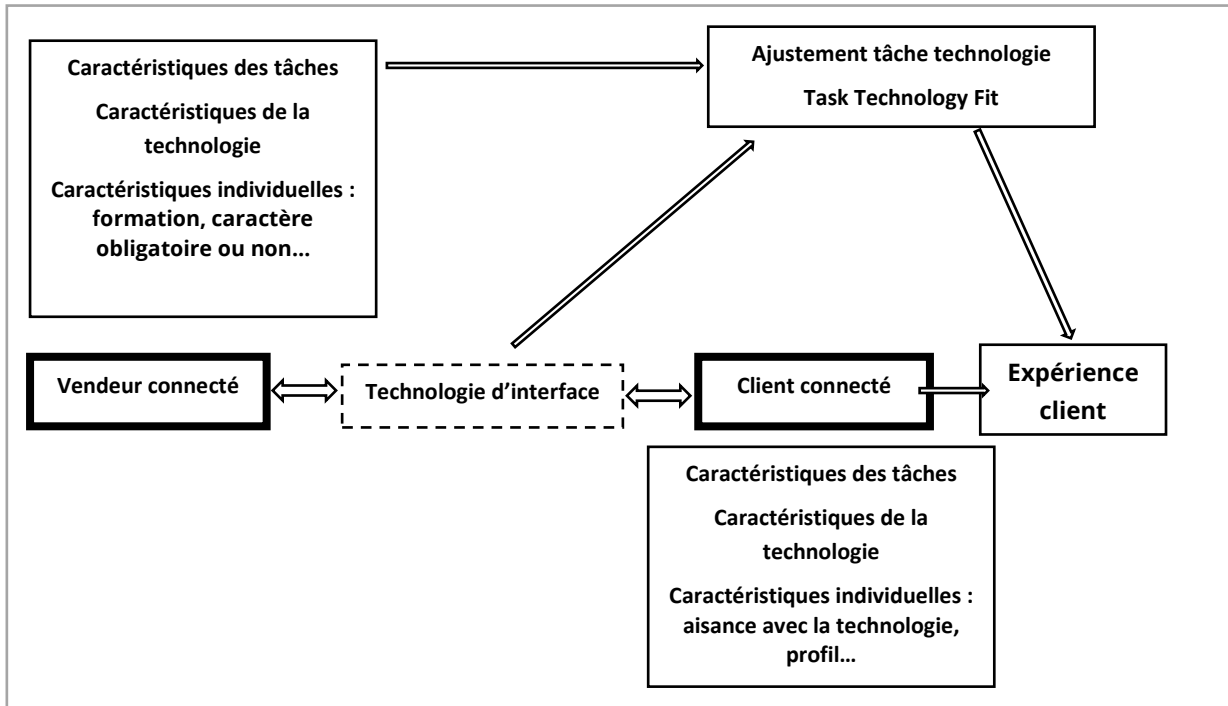 Caractéristiques des tâches
Caractéristiques de la
technologie
Caractéristiques individuelles :
formation, caractère
obligatoire ou non...
Ajustement tâche technologie
Task Technology Fit
Vendeur connecté
Technologie d’interface
Client connecté
Expérience
client
Caractéristiques des tâches
Caractéristiques de la
technologie
Caractéristiques individuelles :
aisance avec la technologie,
profil…